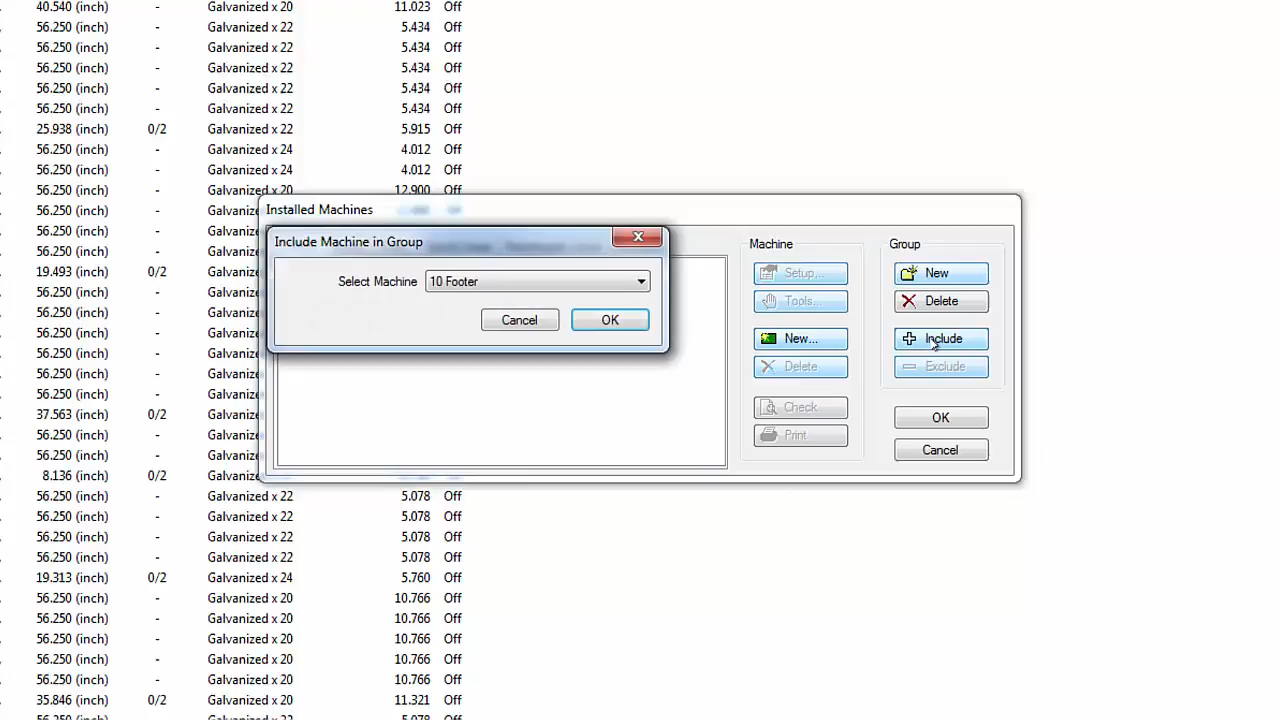 40.540 (inch) Galvanized x 20 11.023 Off
56.250 (inch) - Galvanized x 22 5.434 Off
56.250 (inch) - Galvanized x 22 5.434 Off
56.250 (inch) - Galvanized x 22 5.434 Off
56.250 (inch) - Galvanized x 22 5.434 Off
56.250 (inch) - Galvanized x 22 5.434 Off
25.938 (inch) 0/2 Galvanized x 22 5.915 Off
56.250 (inch) - Galvanized x 24 4.012 Off
56.250 (inch) - Galvanized x 24 4.012 Off
56.250 (inch) - Galvanized x 20 12.900 Off
56.250 (inch) - Galvanize
56.250 (inch) - Galvanize
56.250 (inch) - Galvanize
19.493 (inch) 0/2 Galvanize
56.250 (inch) - Galvanize
56.250 (inch) - Galvanize
56.250 (inch) - Galvanize
56.250 (inch) - Galvanize
56.250 (inch) - Galvanize
56.250 (inch) - Galvanize
37.563 (inch) 0/2 Galvanize
56.250 (inch) - Galvanize
56.250 (inch) - Galvanize
8.136 (inch) 0/2 Galvanize
56.250 (inch) - Galvanized x 22 5.078 Off
56.250 (inch) - Galvanized x 22 5.078 Off
56.250 (inch) - Galvanized x 22 5.078 Off
56.250 (inch) - Galvanized x 22 5.078 Off
19.313 (inch) 0/2 Galvanized x 24 5.760 Off
56.250 (inch) - Galvanized x 20 10.766 Off
56.250 (inch) - Galvanized x 20 10.766 Off
56.250 (inch) - Galvanized x 20 10.766 Off
56.250 (inch) - Galvanized x 20 10.766 Off
56.250 (inch) - Galvanized x 20 10.766 Off
35.846 (inch) 0/2 Galvanized x 20 11.321 Off
56.250 (inch) - Galvanized x 22 5.078 Off
Installed Machines
Include Machine in Group
Select Machine 10 Footer
Cancel OK
Machine
Setup...
Tools...
New...
Delete
Check
Print
Group
New
Delete
Include
Exclude
OK
Cancel